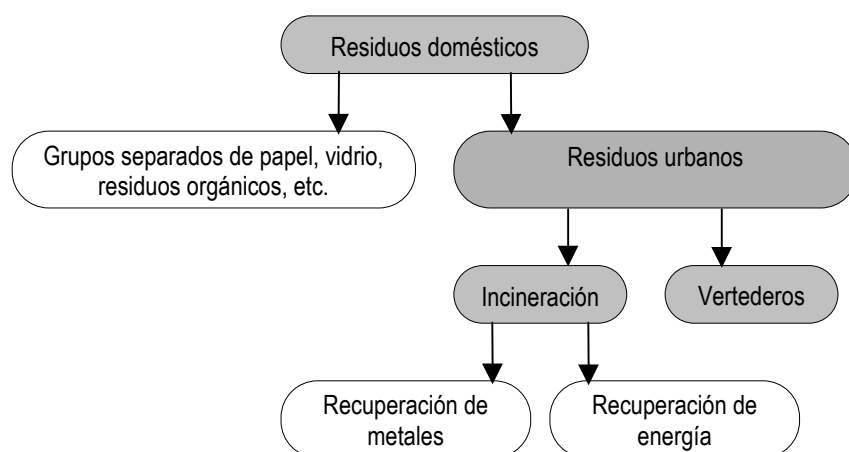 Residuos domésticos
Grupos separados de papel, vidrio,
residuos orgánicos, etc.
Residuos urbanos
Incineración
Vertederos
Recuperación de
metales
Recuperación de
energía